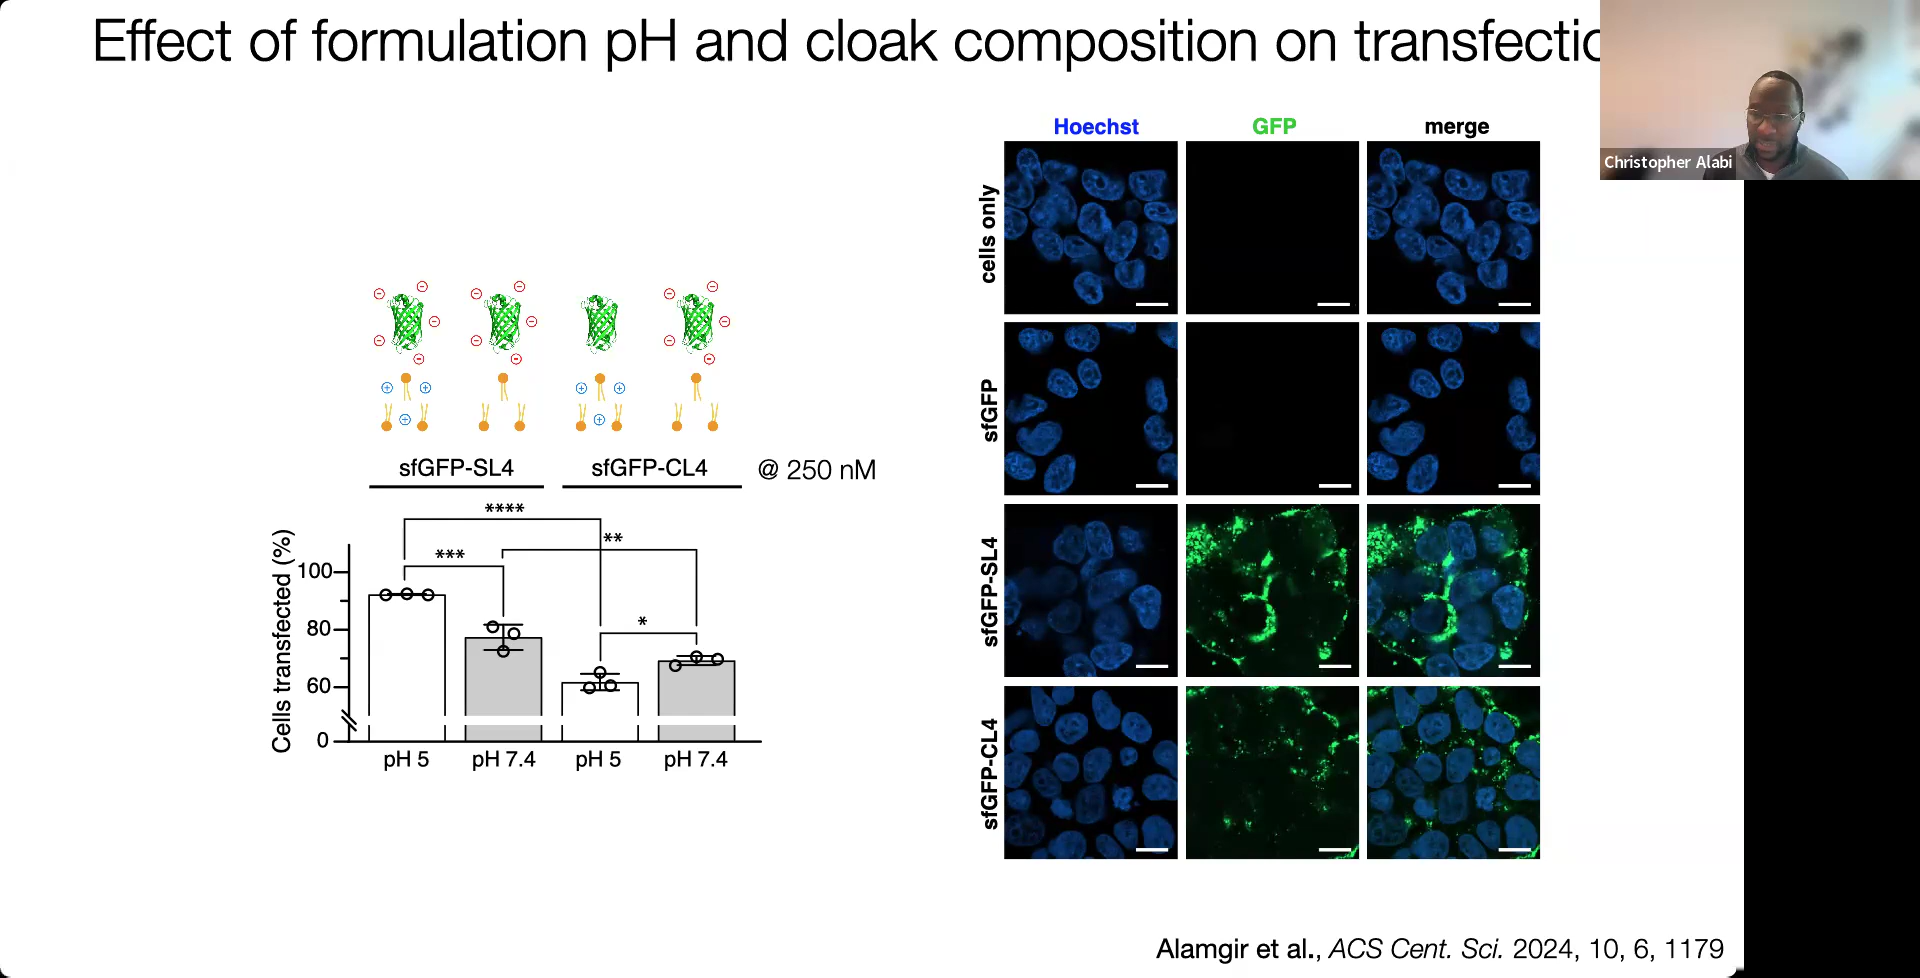 Effect of formulation pH and cloak composition on transfectio
Christopher Alabi
sfGFP-SL4
sfGFP-CL4
@ 250 nM
****
***
**
*
Cells transfected (%)
100
80
60
0
pH 5
pH 7.4
pH 5
pH 7.4
Hoechst
GFP
merge
cells only
sfGFP
sfGFP-SL4
sfGFP-CL4
Alamgir et al., ACS Cent. Sci. 2024, 10, 6, 1179